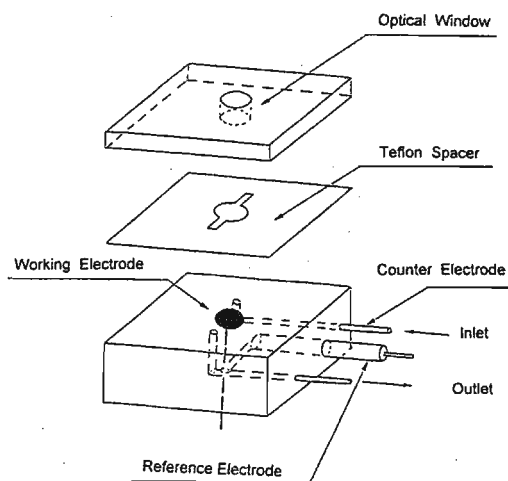 Optical Window
Teflon Spacer
Working Electrode
Counter Electrode
Inlet
Outlet
Reference Electrode